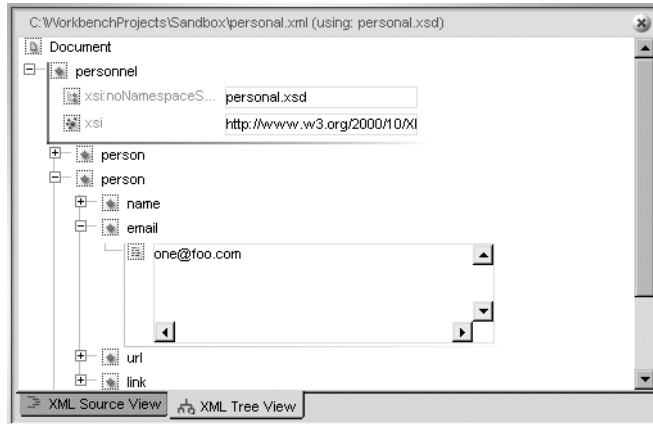 C:\WorkbenchProjects\Sandbox\personal.xml (using: personal.xsd)
Document
personnel
xsi:noNamespaceS... personal.xsd
xsi http://www.w3.org/2000/10/XI
person
person
name
email
one@foo.com
url
link
XML Source View XML Tree View